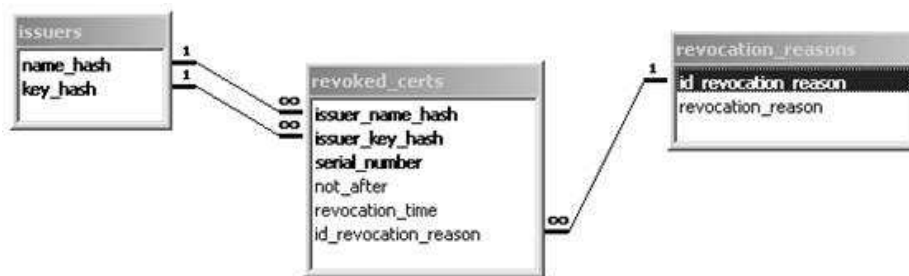 issuers
name_hash
key_hash
1
1
∞
∞
revoked_certs
issuer_name_hash
issuer_key_hash
serial_number
not_after
revocation_time
id_revocation_reason
∞
1
revocation_reasons
id_revocation_reason
revocation_reason